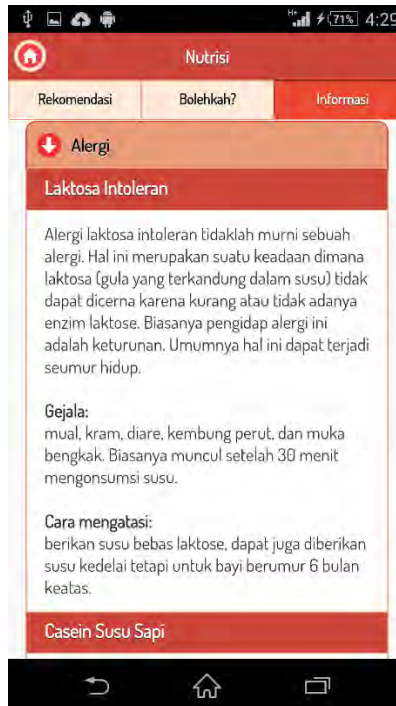 H+ 71% 4:29
Nutrisi
Rekomendasi Bolehkah? Informasi
Alergi
Laktosa Intoleran
Alergi laktosa intoleran tidaklah murni sebuah
alergi. Hal ini merupakan suatu keadaan dimana
laktosa (gula yang terkandung dalam susu) tidak
dapat dicerna karena kurang atau tidak adanya
enzim laktose. Biasanya pengidap alergi ini
adalah keturunan. Umumnya hal ini dapat terjadi
seumur hidup.
Gejala:
mual, kram, diare, kembung perut, dan muka
bengkak. Biasanya muncul setelah 30 menit
mengonsumsi susu.
Cara mengatasi:
berikan susu bebas laktose, dapat juga diberikan
susu kedelai tetapi untuk bayi berumur 6 bulan
keatas.
Casein Susu Sapi